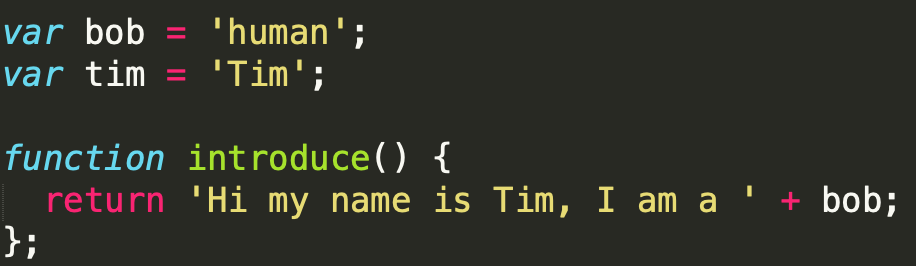 var bob = 'human';
var tim = 'Tim';

function introduce() {
  return 'Hi my name is Tim, I am a ' + bob;
};